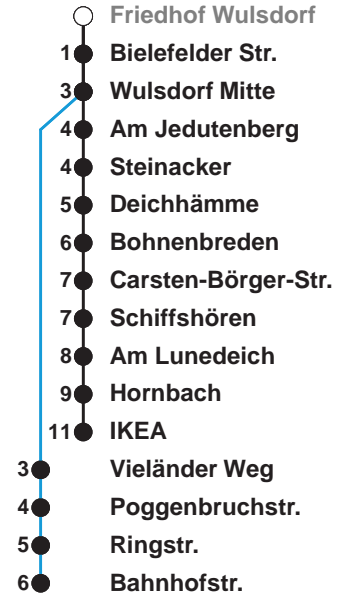 Friedhof Wulsdorf
1 Bielefelder Str.
3 Wulsdorf Mitte
4 Am Jedutenberg
4 Steinacker
5 Deichhämme
6 Bohnenbreden
7 Carsten-Börger-Str.
7 Schiffshören
8 Am Lunedeich
9 Hornbach
11 IKEA
3 Vieländer Weg
4 Poggenbruchstr.
5 Ringstr.
6 Bahnhofstr.